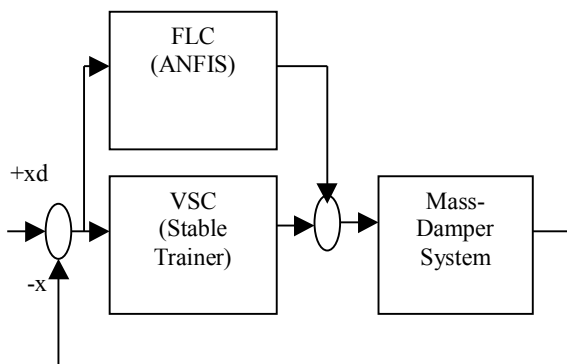 FLC
(ANFIS)
+xd
VSC
(Stable
Trainer)
Mass-
Damper
System
-x